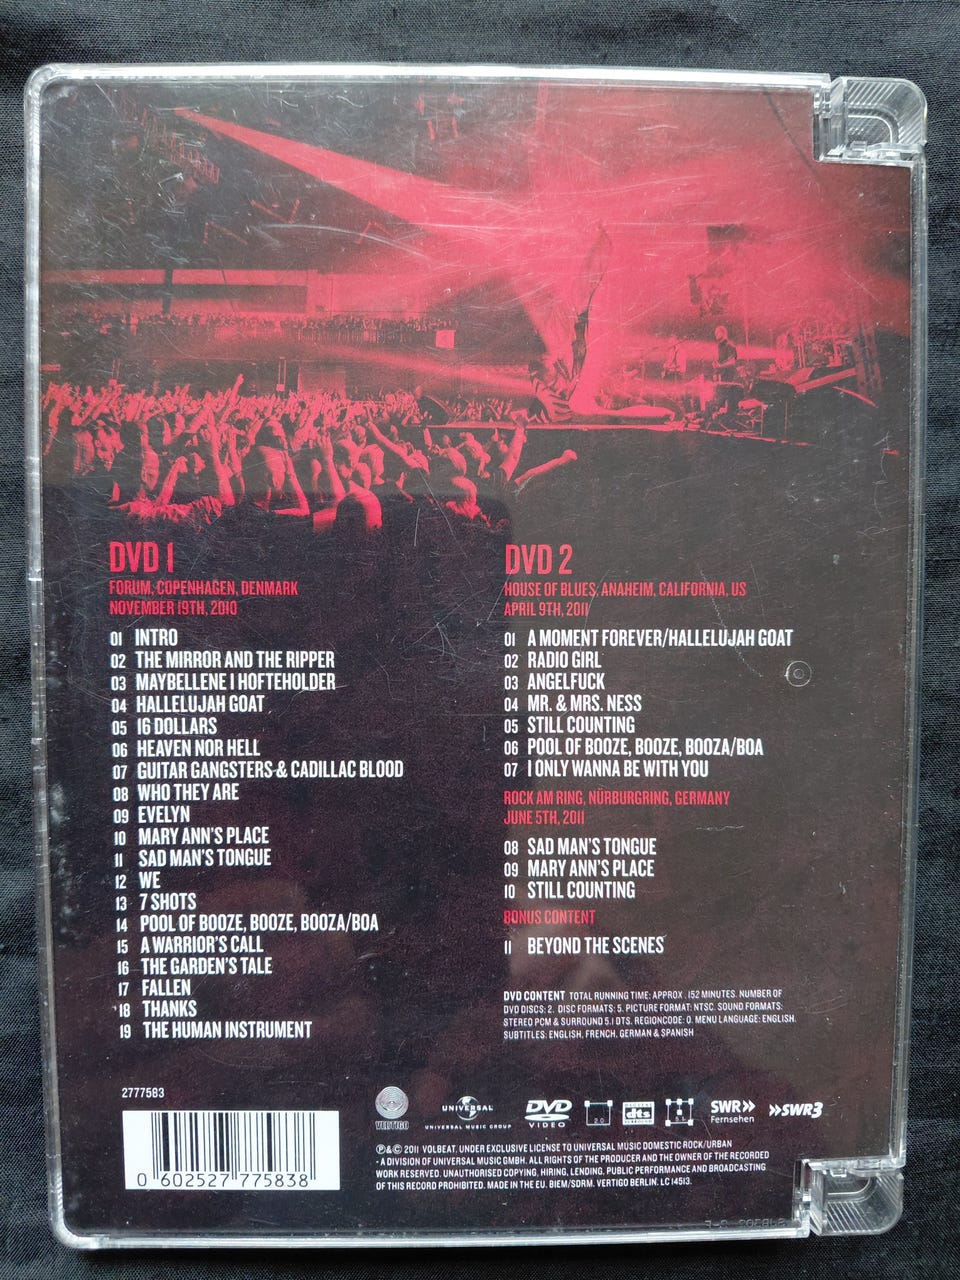 DVD 1
FORUM, COPENHAGEN, DENMARK
NOVEMBER 19TH, 2010
01 INTRO
02 THE MIRROR AND THE RIPPER
03 MAYBELLENE I HOFTEHOLDER
04 HALLELUJAH GOAT
05 16 DOLLARS
06 HEAVEN NOR HELL
07 GUITAR GANGSTERS & CADILLAC BLOOD
08 WHO THEY ARE
09 EVELYN
10 MARY ANN'S PLACE
11 SAD MAN'S TONGUE
12 WE
13 7 SHOTS
14 POOL OF BOOZE, BOOZE, BOOZA/BOA
15 A WARRIOR'S CALL
16 THE GARDEN'S TALE
17 FALLEN
18 THANKS
19 THE HUMAN INSTRUMENT
DVD 2
HOUSE OF BLUES, ANAHEIM, CALIFORNIA, US
APRIL 9TH, 2011
01 A MOMENT FOREVER/HALLELUJAH GOAT
02 RADIO GIRL
03 ANGELFUCK
04 MR. & MRS. NESS
05 STILL COUNTING
06 POOL OF BOOZE, BOOZE, BOOZA/BOA
07 I ONLY WANNA BE WITH YOU
ROCK AM RING, NÜRBURGRING, GERMANY
JUNE 5TH, 2011
08 SAD MAN'S TONGUE
09 MARY ANN'S PLACE
10 STILL COUNTING
BONUS CONTENT
11 BEYOND THE SCENES
DVD CONTENT TOTAL RUNNING TIME: APPROX. 152 MINUTES. NUMBER OF
DVD DISCS: 2. DISC FORMATS: 5. PICTURE FORMAT: NTSC. SOUND FORMATS:
STEREO PCM & SURROUND 5.1 DTS. REGIONCODE: 0. MENU LANGUAGE: ENGLISH.
SUBTITLES: ENGLISH, FRENCH, GERMAN & SPANISH
2777583
0 602527 775838
VERTIGO
UNIVERSAL
UNIVERSAL MUSIC GROUP
DVD
VIDEO
2.0
DIGITAL
dts
SURROUND
5.1
SWR»
Fernsehen
»SWR3
℗&© 2011 VOLBEAT, UNDER EXCLUSIVE LICENSE TO UNIVERSAL MUSIC DOMESTIC ROCK/URBAN
- A DIVISION OF UNIVERSAL MUSIC GMBH. ALL RIGHTS OF THE PRODUCER AND THE OWNER OF THE RECORDED
WORK RESERVED. UNAUTHORISED COPYING, HIRING, LENDING, PUBLIC PERFORMANCE AND BROADCASTING
OF THIS RECORD PROHIBITED. MADE IN THE EU. BIEM/SDRM. VERTIGO BERLIN. LC 14513.